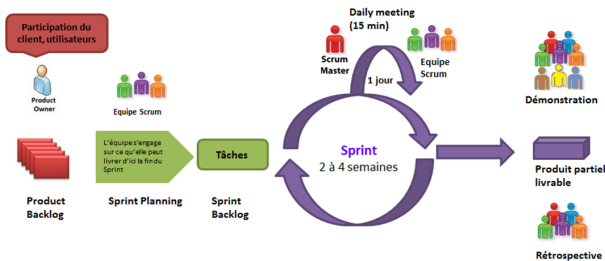 Participation du
client, utilisateurs
Product
Owner
Equipe Scrum
L'équipe s'engage
sur ce qu'elle peut
livrer d'ici la fin du
Sprint
Tâches
Product
Backlog
Sprint Planning
Sprint
Backlog
Daily meeting
(15 min)
Scrum
Master
Equipe
Scrum
1 jour
Sprint
2 à 4 semaines
Démonstration
Produit partiel
livrable
Rétrospective